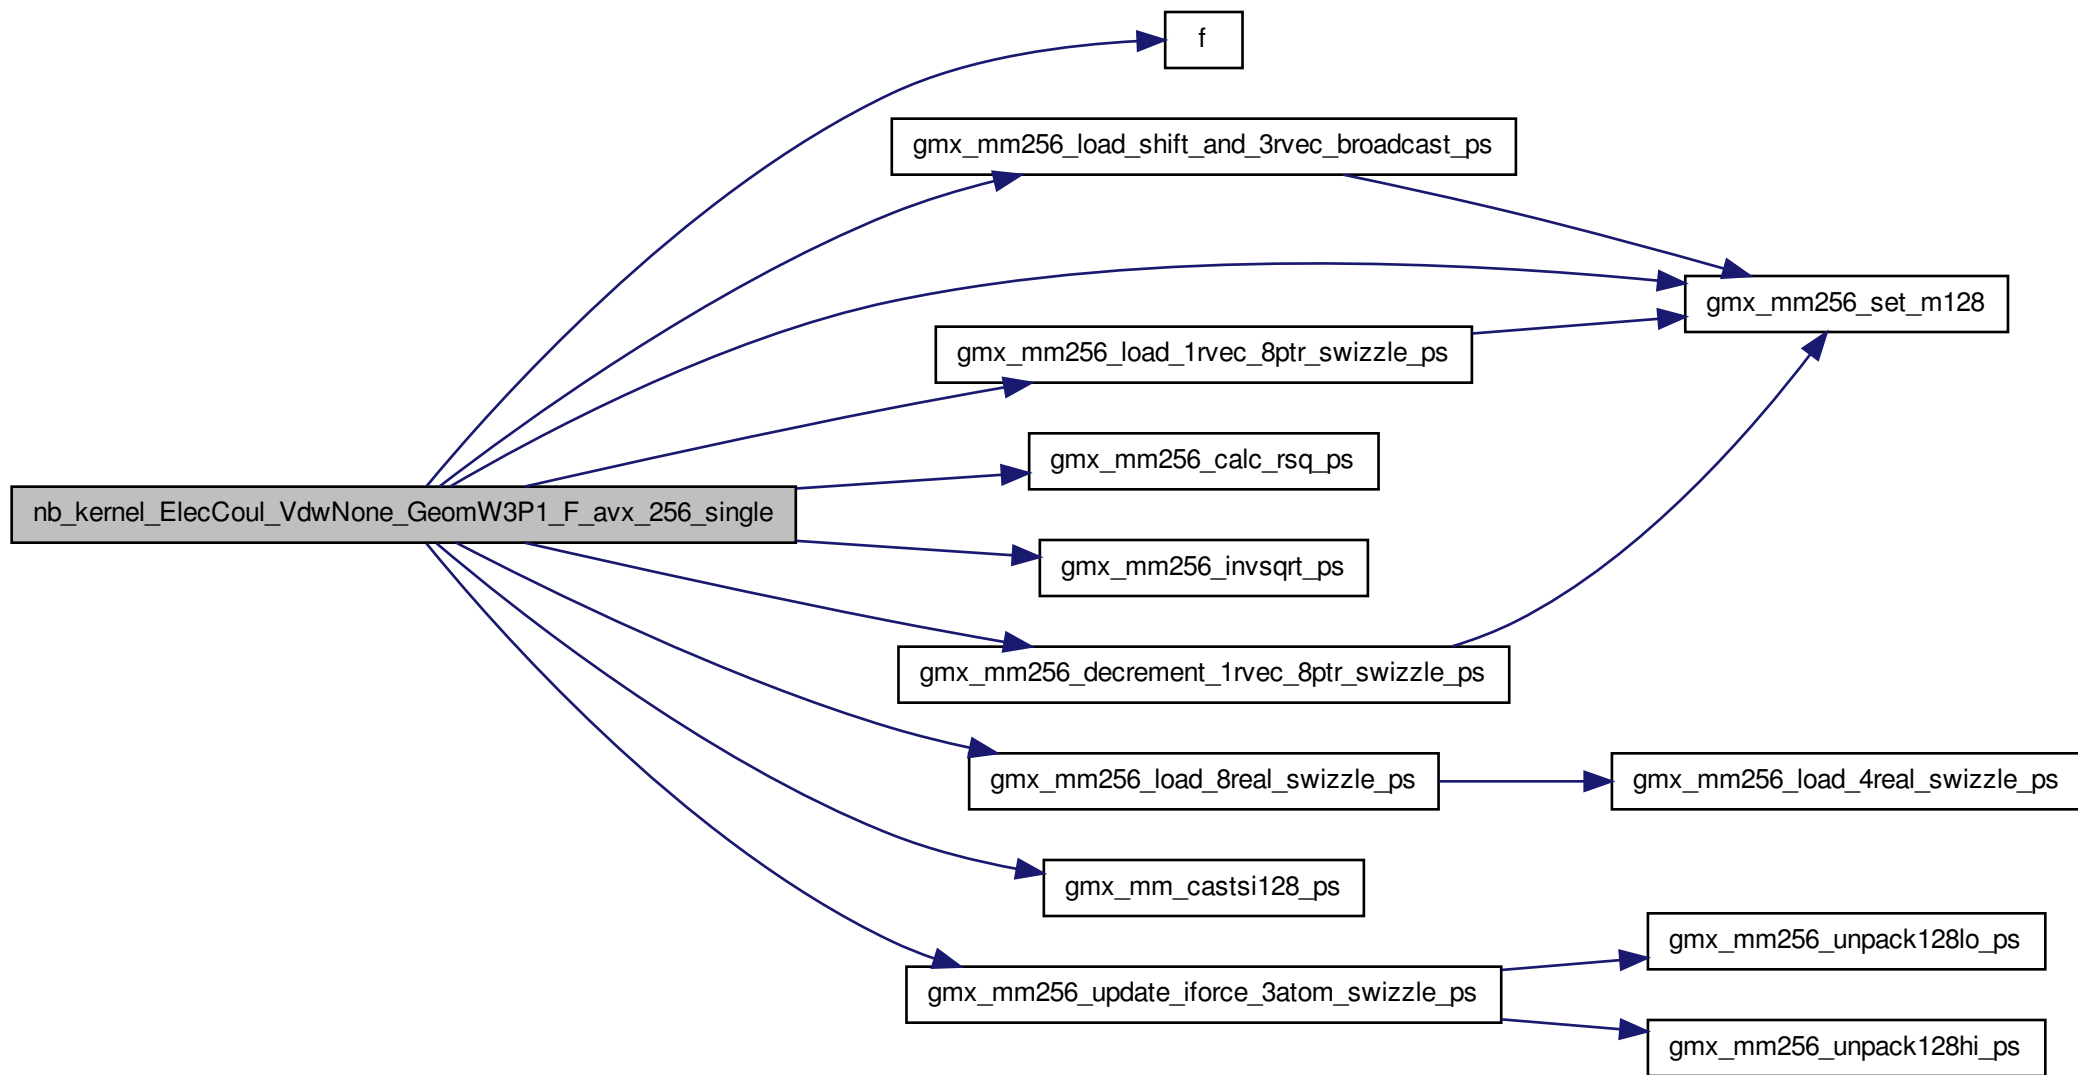 f
gmx_mm256_load_shift_and_3rvec_broadcast_ps
gmx_mm256_set_m128
gmx_mm256_load_1rvec_8ptr_swizzle_ps
gmx_mm256_calc_rsq_ps
nb_kernel_ElecCoul_VdwNone_GeomW3P1_F_avx_256_single
gmx_mm256_invsqrt_ps
gmx_mm256_decrement_1rvec_8ptr_swizzle_ps
gmx_mm256_load_8real_swizzle_ps
gmx_mm256_load_4real_swizzle_ps
gmx_mm_castsi128_ps
gmx_mm256_unpack128lo_ps
gmx_mm256_update_iforce_3atom_swizzle_ps
gmx_mm256_unpack128hi_ps